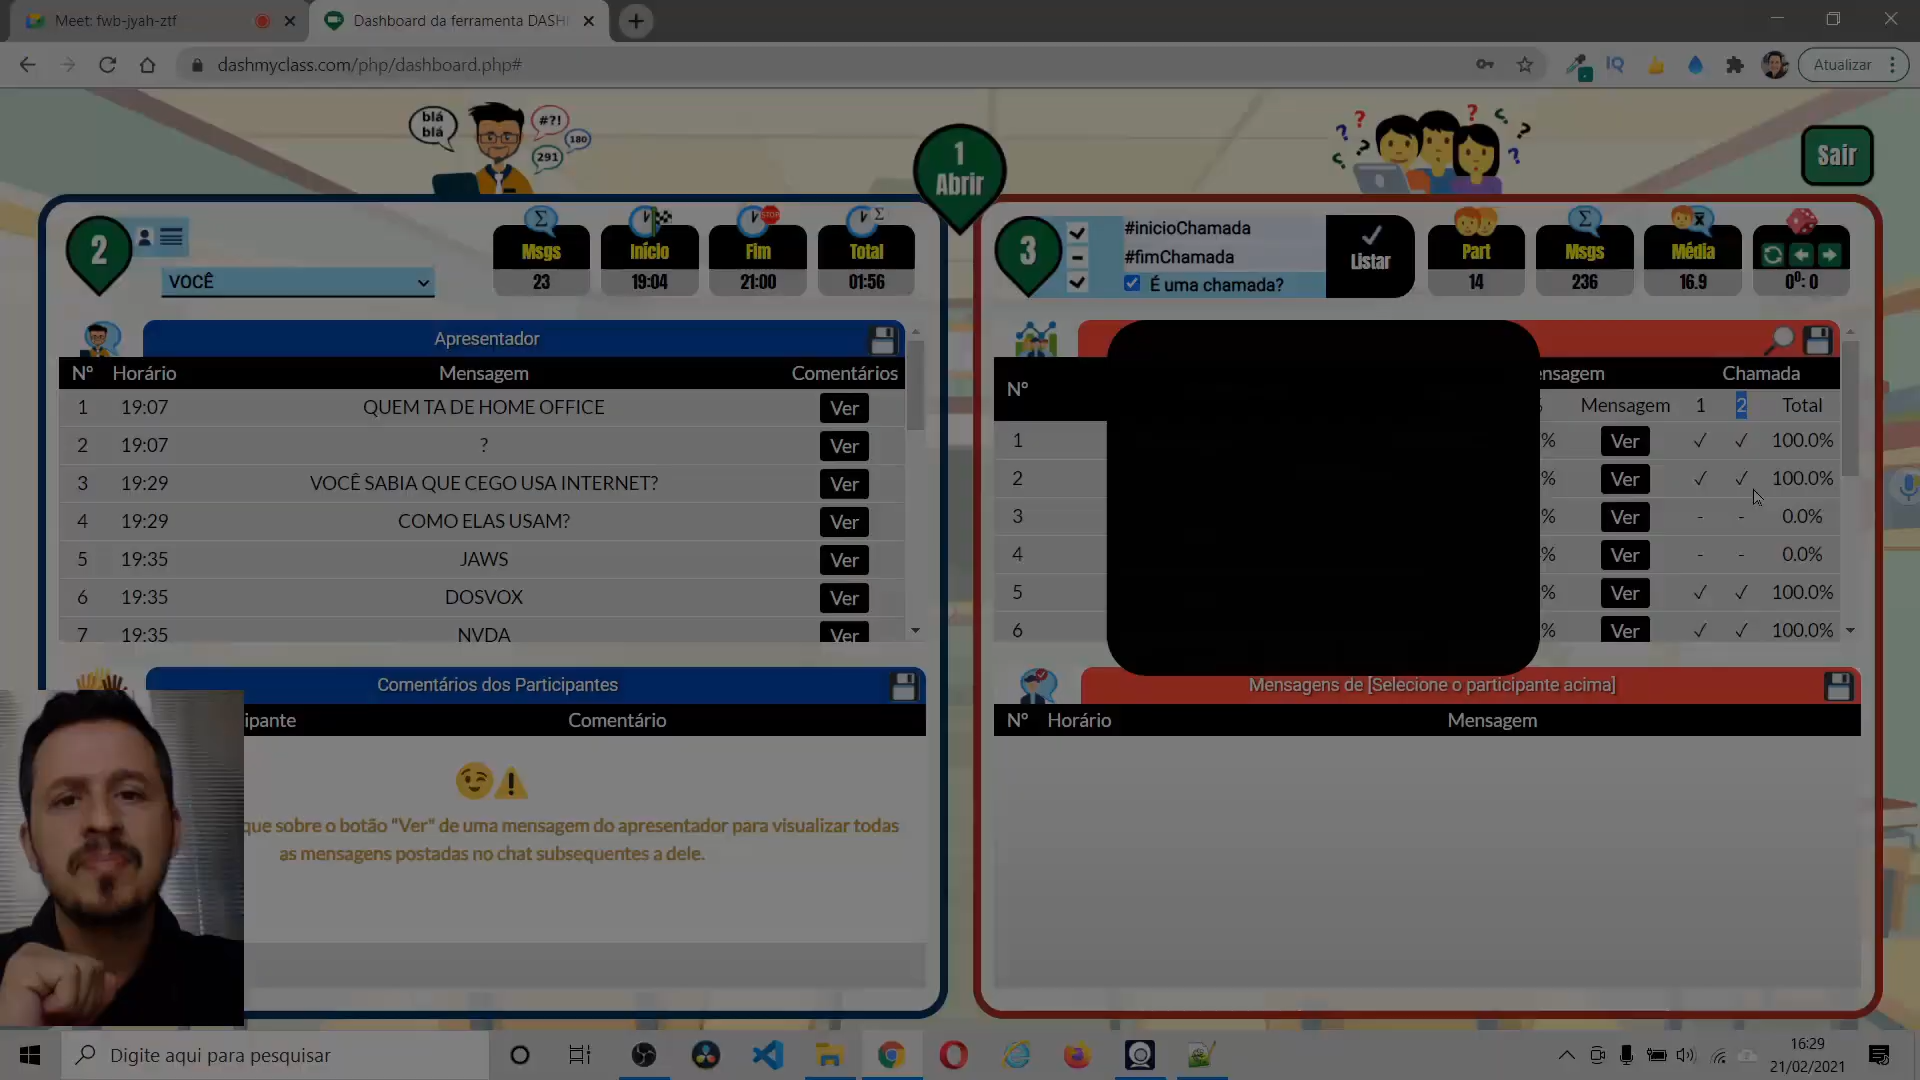 Meet: fwb-jyah-ztf
Dashboard da ferramenta DASH
dashmyclass.com/php/dashboard.php#
Atualizar
blá
blá
#?!
180
291
1
Abrir
Sair
2
VOCÊ
Msgs
23
Início
19:04
STOP
Fim
21:00
Σ
Total
01:56
3
#inicioChamada
#fimChamada
É uma chamada?
Listar
Part
14
Msgs
236
Média
16.9
0º: 0
Apresentador
Nº Horário Mensagem Comentários
1 19:07 QUEM TA DE HOME OFFICE Ver
2 19:07 ? Ver
3 19:29 VOCÊ SABIA QUE CEGO USA INTERNET? Ver
4 19:29 COMO ELAS USAM? Ver
5 19:35 JAWS Ver
6 19:35 DOSVOX Ver
7 19:35 NVDA Ver
Nº ensagem Chamada
Mensagem 1 2 Total
1 % Ver ✓ ✓ 100.0%
2 % Ver ✓ ✓ 100.0%
3 % Ver - - 0.0%
4 % Ver - - 0.0%
5 % Ver ✓ ✓ 100.0%
6 % Ver ✓ ✓ 100.0%
Comentários dos Participantes
ipante Comentário
que sobre o botão "Ver" de uma mensagem do apresentador para visualizar todas
as mensagens postadas no chat subsequentes a dele.
Mensagens de [Selecione o participante acima]
Nº Horário Mensagem
Digite aqui para pesquisar
16:29
21/02/2021